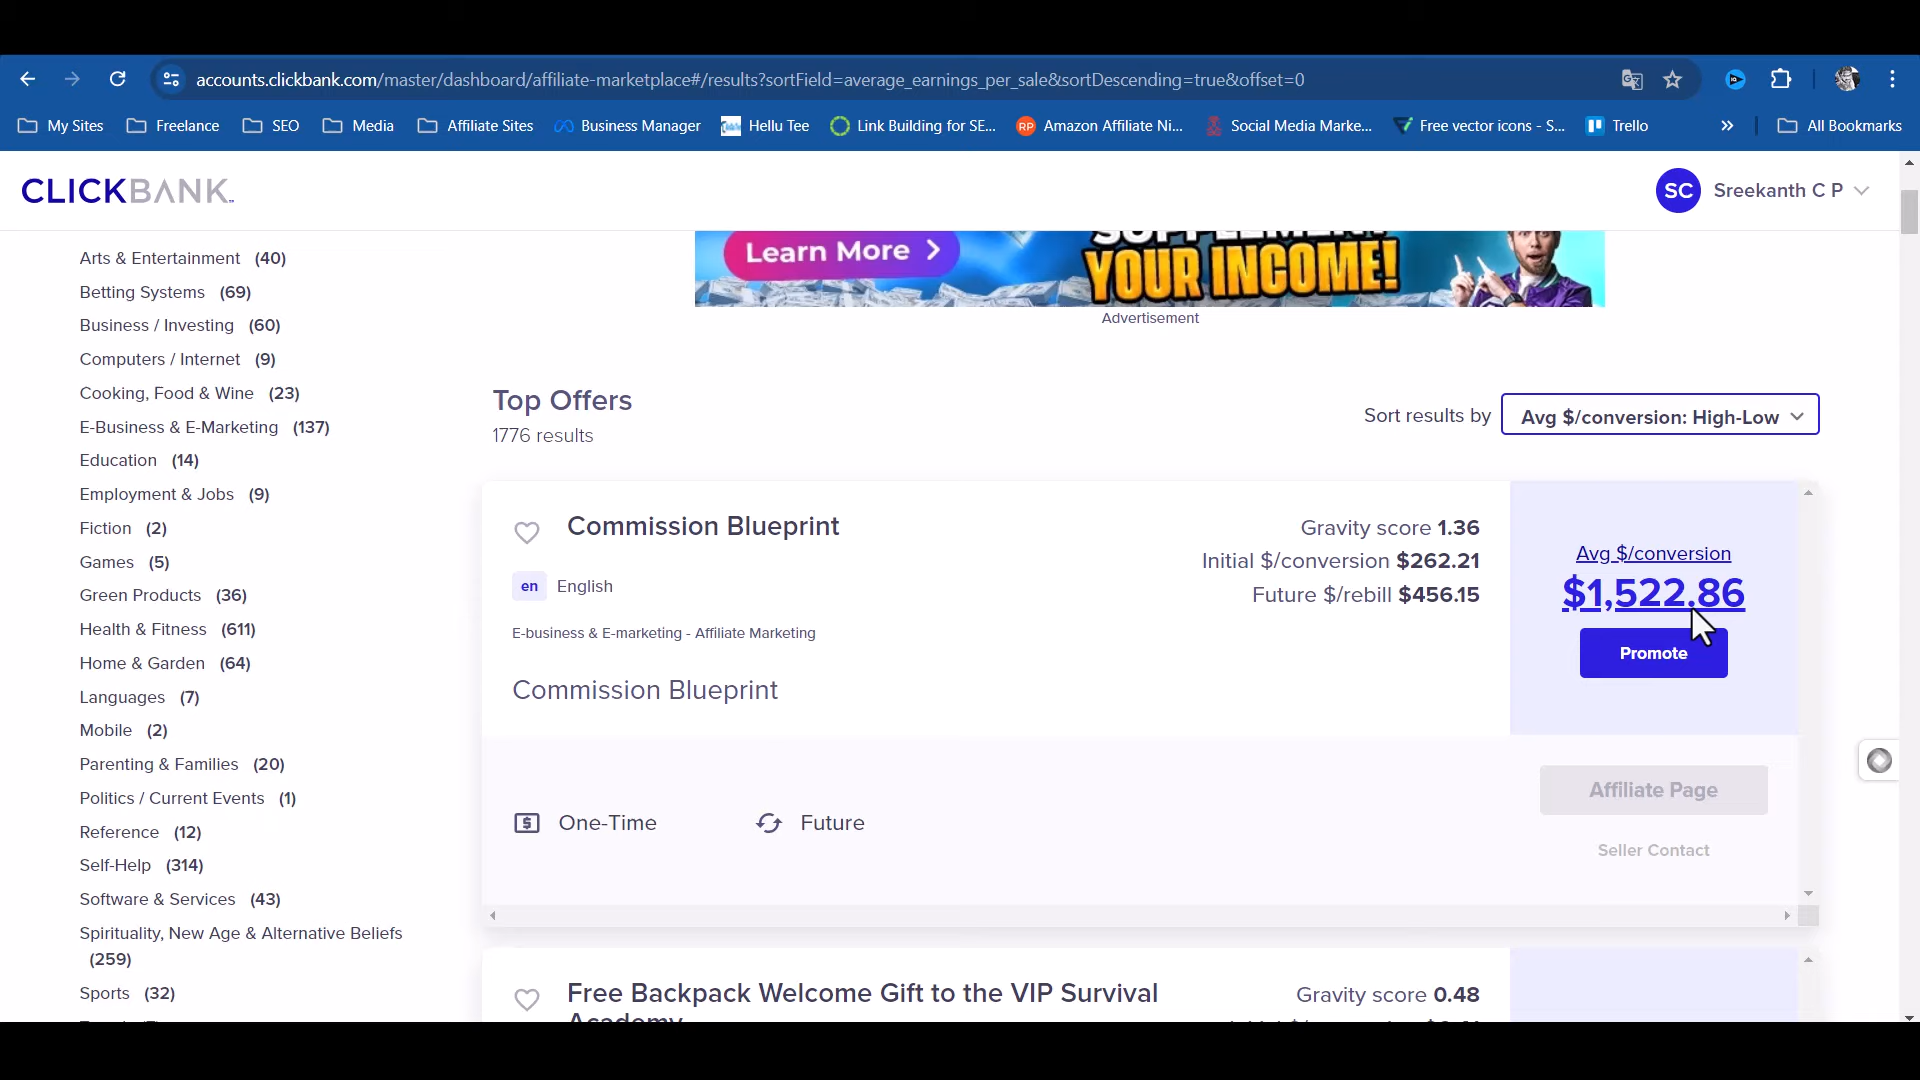 accounts.clickbank.com/master/dashboard/affiliate-marketplace#/results?sortField=average_earnings_per_sale&sortDescending=true&offset=0
My Sites
Freelance
SEO
Media
Affiliate Sites
Business Manager
Hellu Tee
Link Building for SE...
RP
Amazon Affiliate Ni...
Social Media Marke...
Free vector icons - S...
Trello
»
All Bookmarks
CLICKBANK
SC
Sreekanth C P
Arts & Entertainment (40)
Betting Systems (69)
Business / Investing (60)
Computers / Internet (9)
Cooking, Food & Wine (23)
E-Business & E-Marketing (137)
Education (14)
Employment & Jobs (9)
Fiction (2)
Games (5)
Green Products (36)
Health & Fitness (611)
Home & Garden (64)
Languages (7)
Mobile (2)
Parenting & Families (20)
Politics / Current Events (1)
Reference (12)
Self-Help (314)
Software & Services (43)
Spirituality, New Age & Alternative Beliefs
(259)
Sports (32)
Learn More >
SUPPLEMENT
YOUR INCOME!
Advertisement
Top Offers
1776 results
Sort results by
Avg $/conversion: High-Low
Commission Blueprint
en English
E-business & E-marketing - Affiliate Marketing
Commission Blueprint
Gravity score 1.36
Initial $/conversion $262.21
Future $/rebill $456.15
Avg $/conversion
$1,522.86
Promote
One-Time
Future
Affiliate Page
Seller Contact
Free Backpack Welcome Gift to the VIP Survival
Academy
Gravity score 0.48